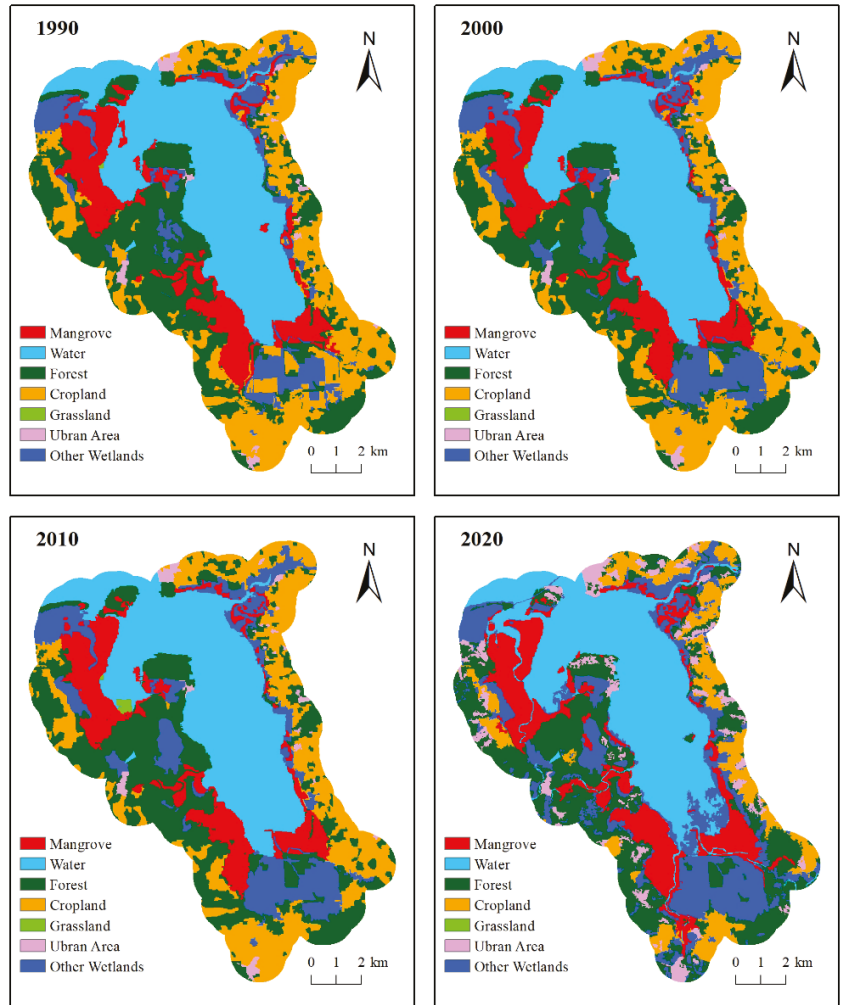 1990
N
Mangrove
Water
Forest
Cropland
Grassland
Ubran Area
Other Wetlands
0 1 2 km
2000
N
Mangrove
Water
Forest
Cropland
Grassland
Ubran Area
Other Wetlands
0 1 2 km
2010
N
Mangrove
Water
Forest
Cropland
Grassland
Ubran Area
Other Wetlands
0 1 2 km
2020
N
Mangrove
Water
Forest
Cropland
Grassland
Ubran Area
Other Wetlands
0 1 2 km